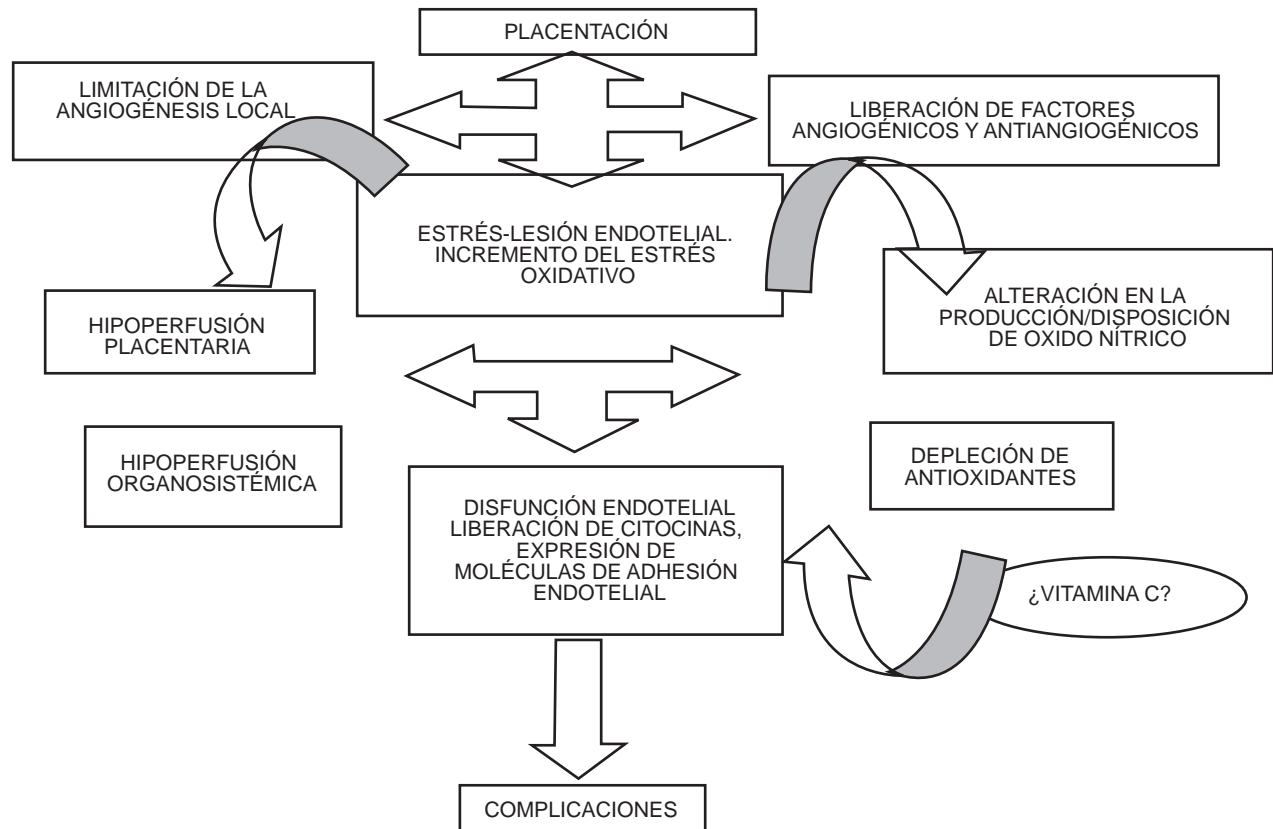 PLACENTACIÓN
LIMITACIÓN DE LA
ANGIOGÉNESIS LOCAL
LIBERACIÓN DE FACTORES
ANGIOGÉNICOS Y ANTIANGIOGÉNICOS
ESTRÉS-LESIÓN ENDOTELIAL.
INCREMENTO DEL ESTRÉS
OXIDATIVO
HIPOPERFUSIÓN
PLACENTARIA
ALTERACIÓN EN LA
PRODUCCIÓN/DISPOSICIÓN
DE OXIDO NÍTRICO
HIPOPERFUSIÓN
ORGANOSISTÉMICA
DEPLECIÓN DE
ANTIOXIDANTES
DISFUNCIÓN ENDOTELIAL
LIBERACIÓN DE CITOCINAS,
EXPRESIÓN DE
MOLÉCULAS DE ADHESIÓN
ENDOTELIAL
¿VITAMINA C?
COMPLICACIONES